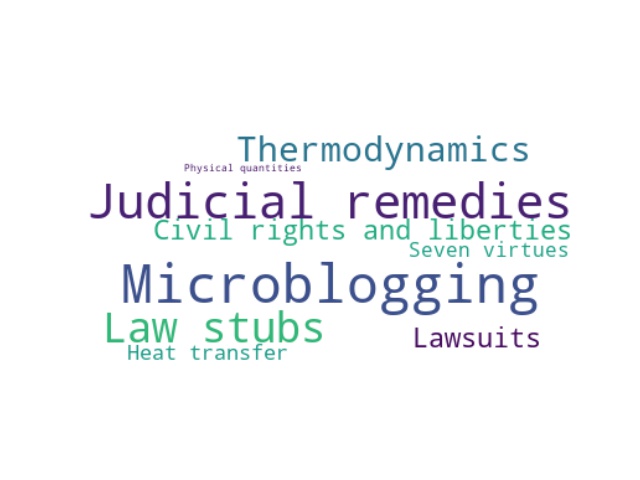 Thermodynamics
Physical quantities
Judicial remedies
Civil rights and liberties
Seven virtues
Microblogging
Law stubs
Lawsuits
Heat transfer